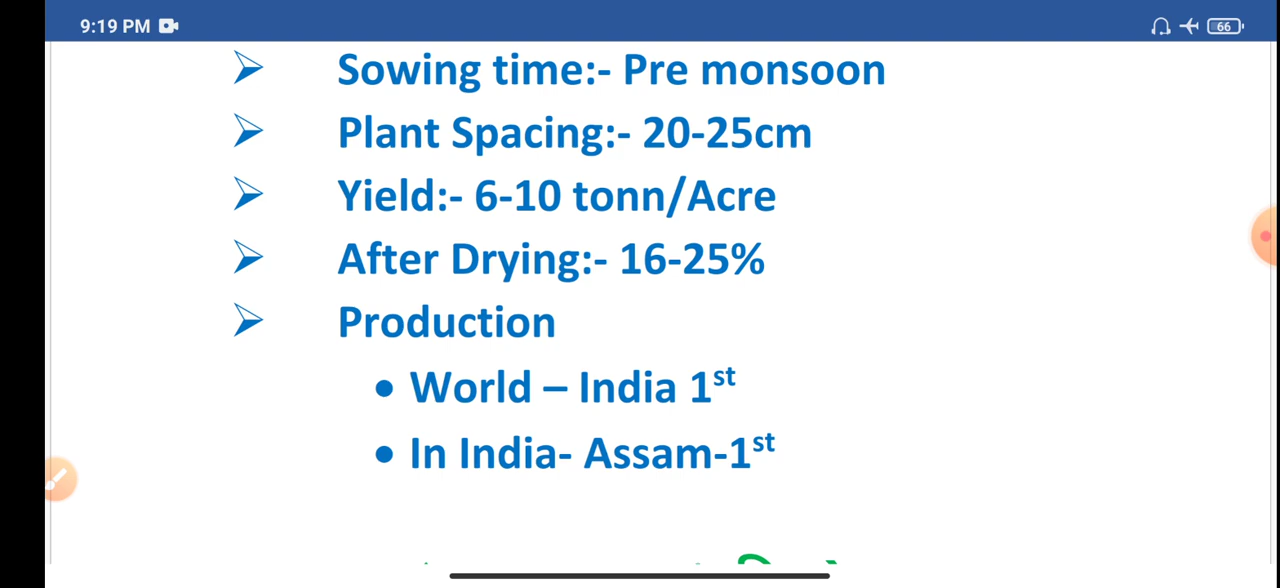 9:19 PM
66
➢ Sowing time:- Pre monsoon
➢ Plant Spacing:- 20-25cm
➢ Yield:- 6-10 tonn/Acre
➢ After Drying:- 16-25%
➢ Production
• World – India 1st
• In India- Assam-1st